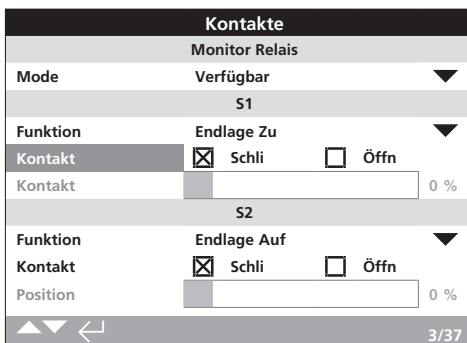 Kontakte
Monitor Relais
Mode Verfügbar
S1
Funktion Endlage Zu
Kontakt Schli Öffn
Kontakt 0 %
S2
Funktion Endlage Auf
Kontakt Schli Öffn
Position 0 %
3/37